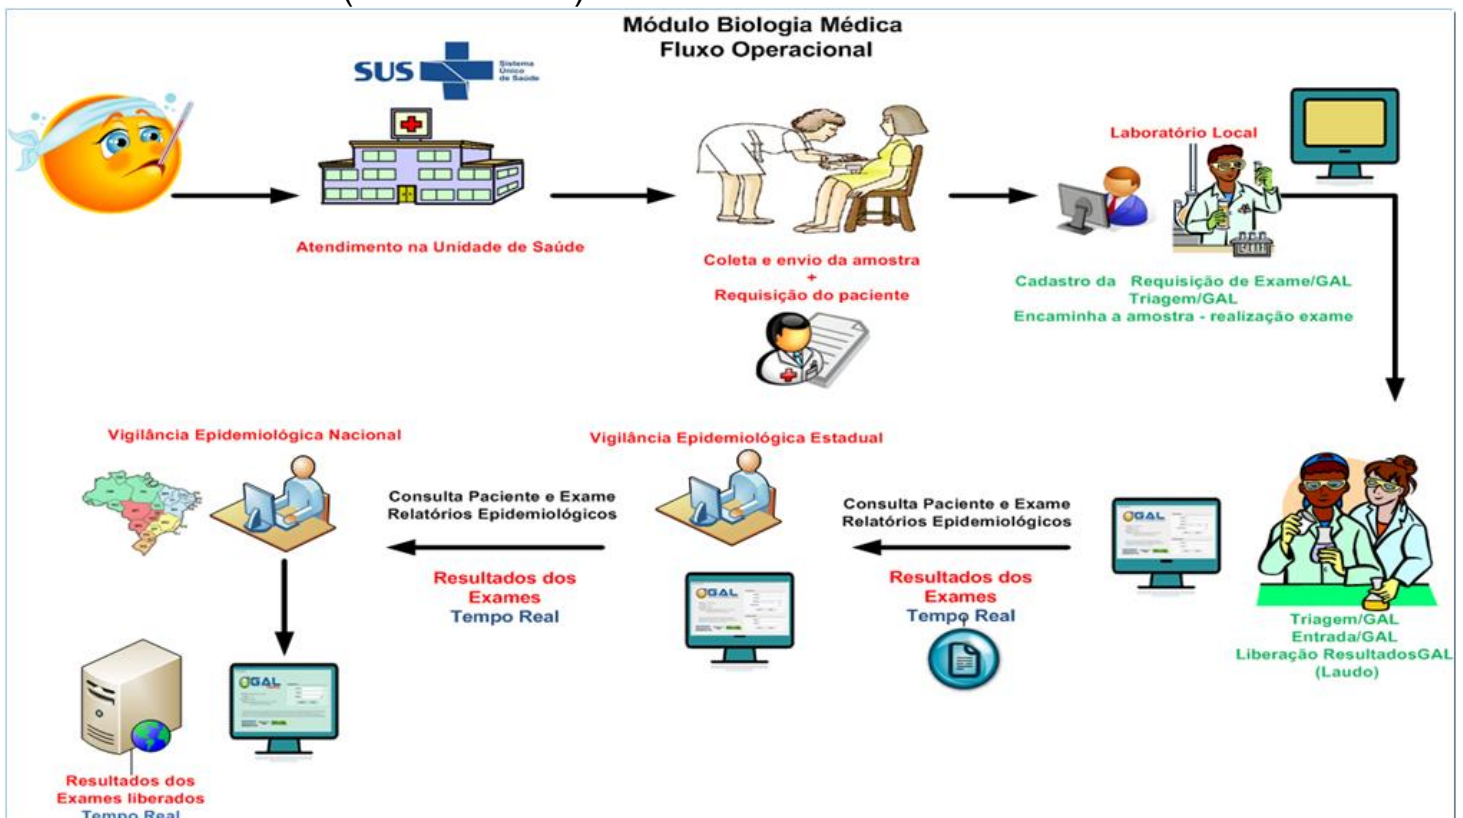 Módulo Biologia Médica
Fluxo Operacional
SUS
Sistema
Único
de Saúde
Atendimento na Unidade de Saúde
Coleta e envio da amostra
+
Requisição do paciente
Laboratório Local
Cadastro da Requisição de Exame/GAL
Triagem/GAL
Encaminha a amostra - realização exame
Vigilância Epidemiológica Nacional
Consulta Paciente e Exame
Relatórios Epidemiológicos
Resultados dos
Exames
Tempo Real
Vigilância Epidemiológica Estadual
GAL
Consulta Paciente e Exame
Relatórios Epidemiológicos
Resultados dos
Exames
Tempo Real
GAL
Triagem/GAL
Entrada/GAL
Liberação ResultadosGAL
(Laudo)
GAL
Resultados dos
Exames liberados
Tempo Real